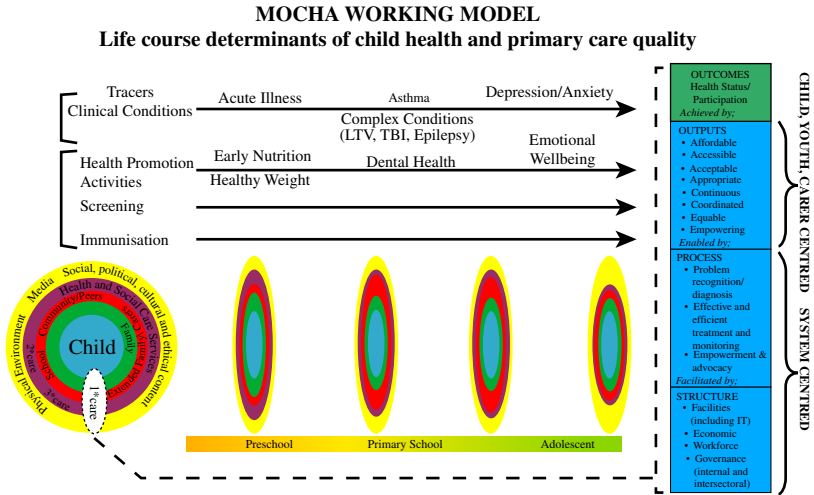 MOCHA WORKING MODEL
Life course determinants of child health and primary care quality
Tracers
Clinical Conditions
Acute Illness
Asthma
Depression/Anxiety
Complex Conditions
(LTV, TBI, Epilepsy)
Health Promotion
Activities
Early Nutrition
Healthy Weight
Dental Health
Emotional
Wellbeing
Screening
Immunisation
Physical Environment
Media
Social, political, cultural and ethical content
Health and Social Care Services
Community/Peers
School
2*care
3*care
Family
Child
1*care
Preschool
Primary School
Adolescent
OUTCOMES
Health Status/
Participation
Achieved by;
OUTPUTS
• Affordable
• Accessible
• Acceptable
• Appropriate
• Continuous
• Coordinated
• Equable
• Empowering
Enabled by;
PROCESS
• Problem
recognition/
diagnosis
• Effective and
efficient
treatment and
monitoring
• Empowerment &
advocacy
Facilitated by;
STRUCTURE
• Facilities
(including IT)
• Economic
• Workforce
• Governance
(internal and
intersectoral)
CHILD, YOUTH, CARER CENTRED
SYSTEM CENTRED